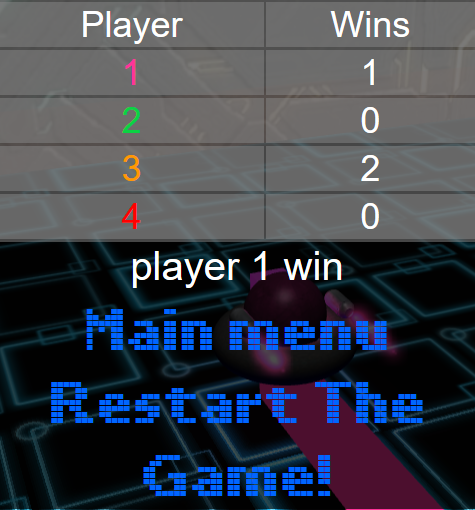 Player Wins
1 1
2 0
3 2
4 0
player 1 win
Main menu
Restart The
Game!